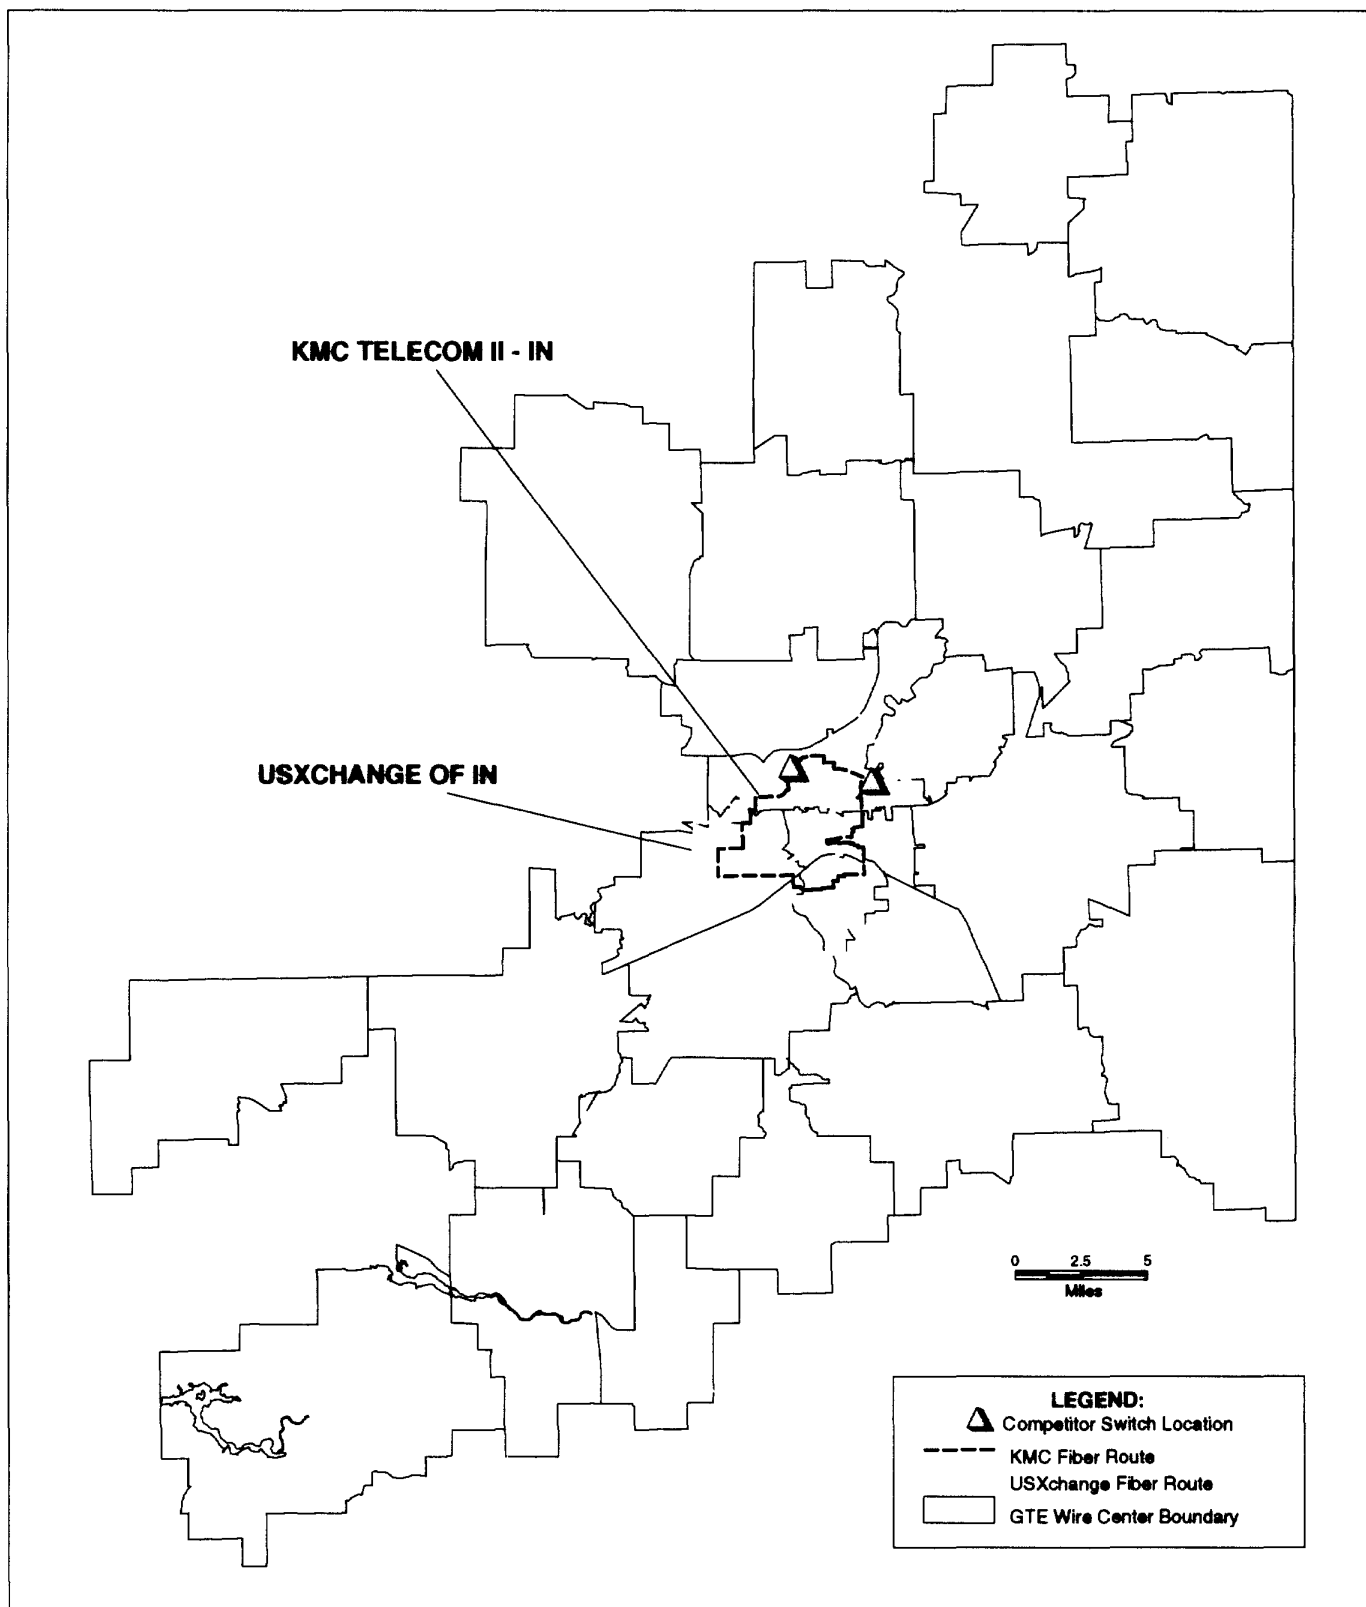 KMC TELECOM II - IN
USXCHANGE OF IN
0 2.5 5
Miles
LEGEND:
Competitor Switch Location
KMC Fiber Route
USXchange Fiber Route
GTE Wire Center Boundary